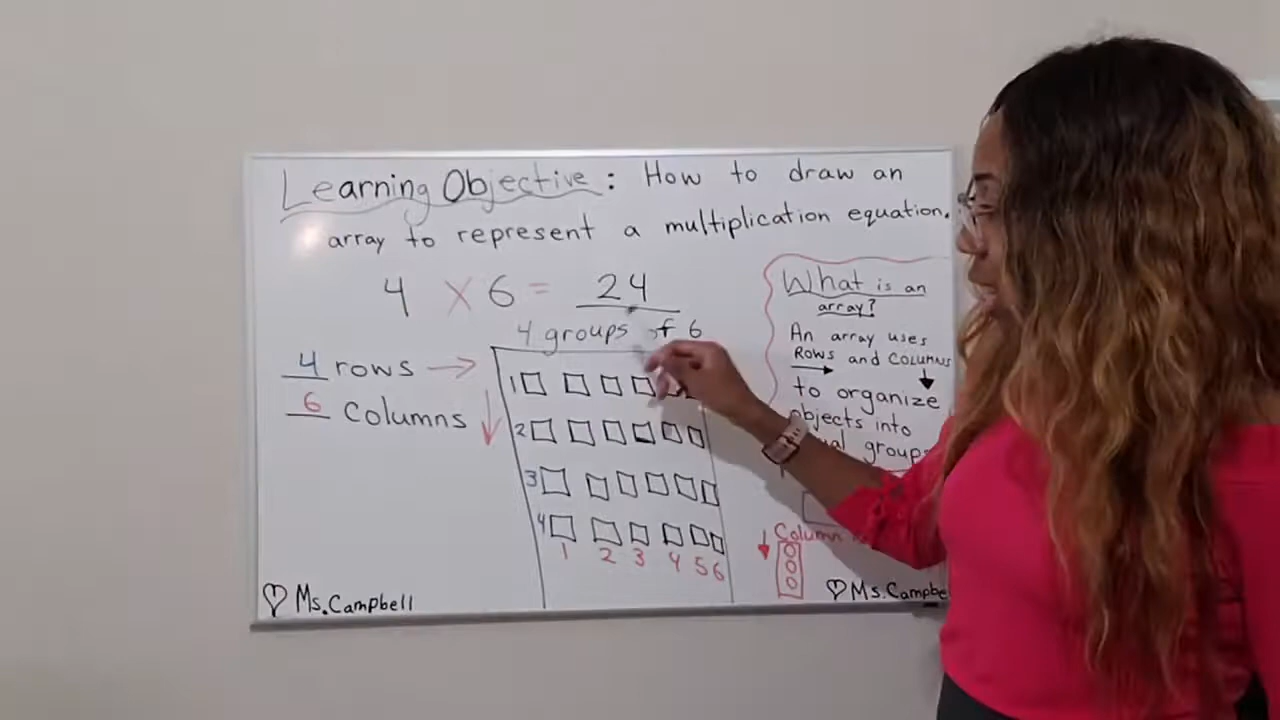 Learning Objective: How to draw an
array to represent a multiplication equation.
4 X 6 = 24
4 groups of 6
4 rows →
6 columns
1
2
3
4
1 2 3 4 5 6
What is an
array?
An array uses
Rows and Columns
to organize
objects into
groups
Column
♡ Ms. Campbell
♡ Ms. Campbe